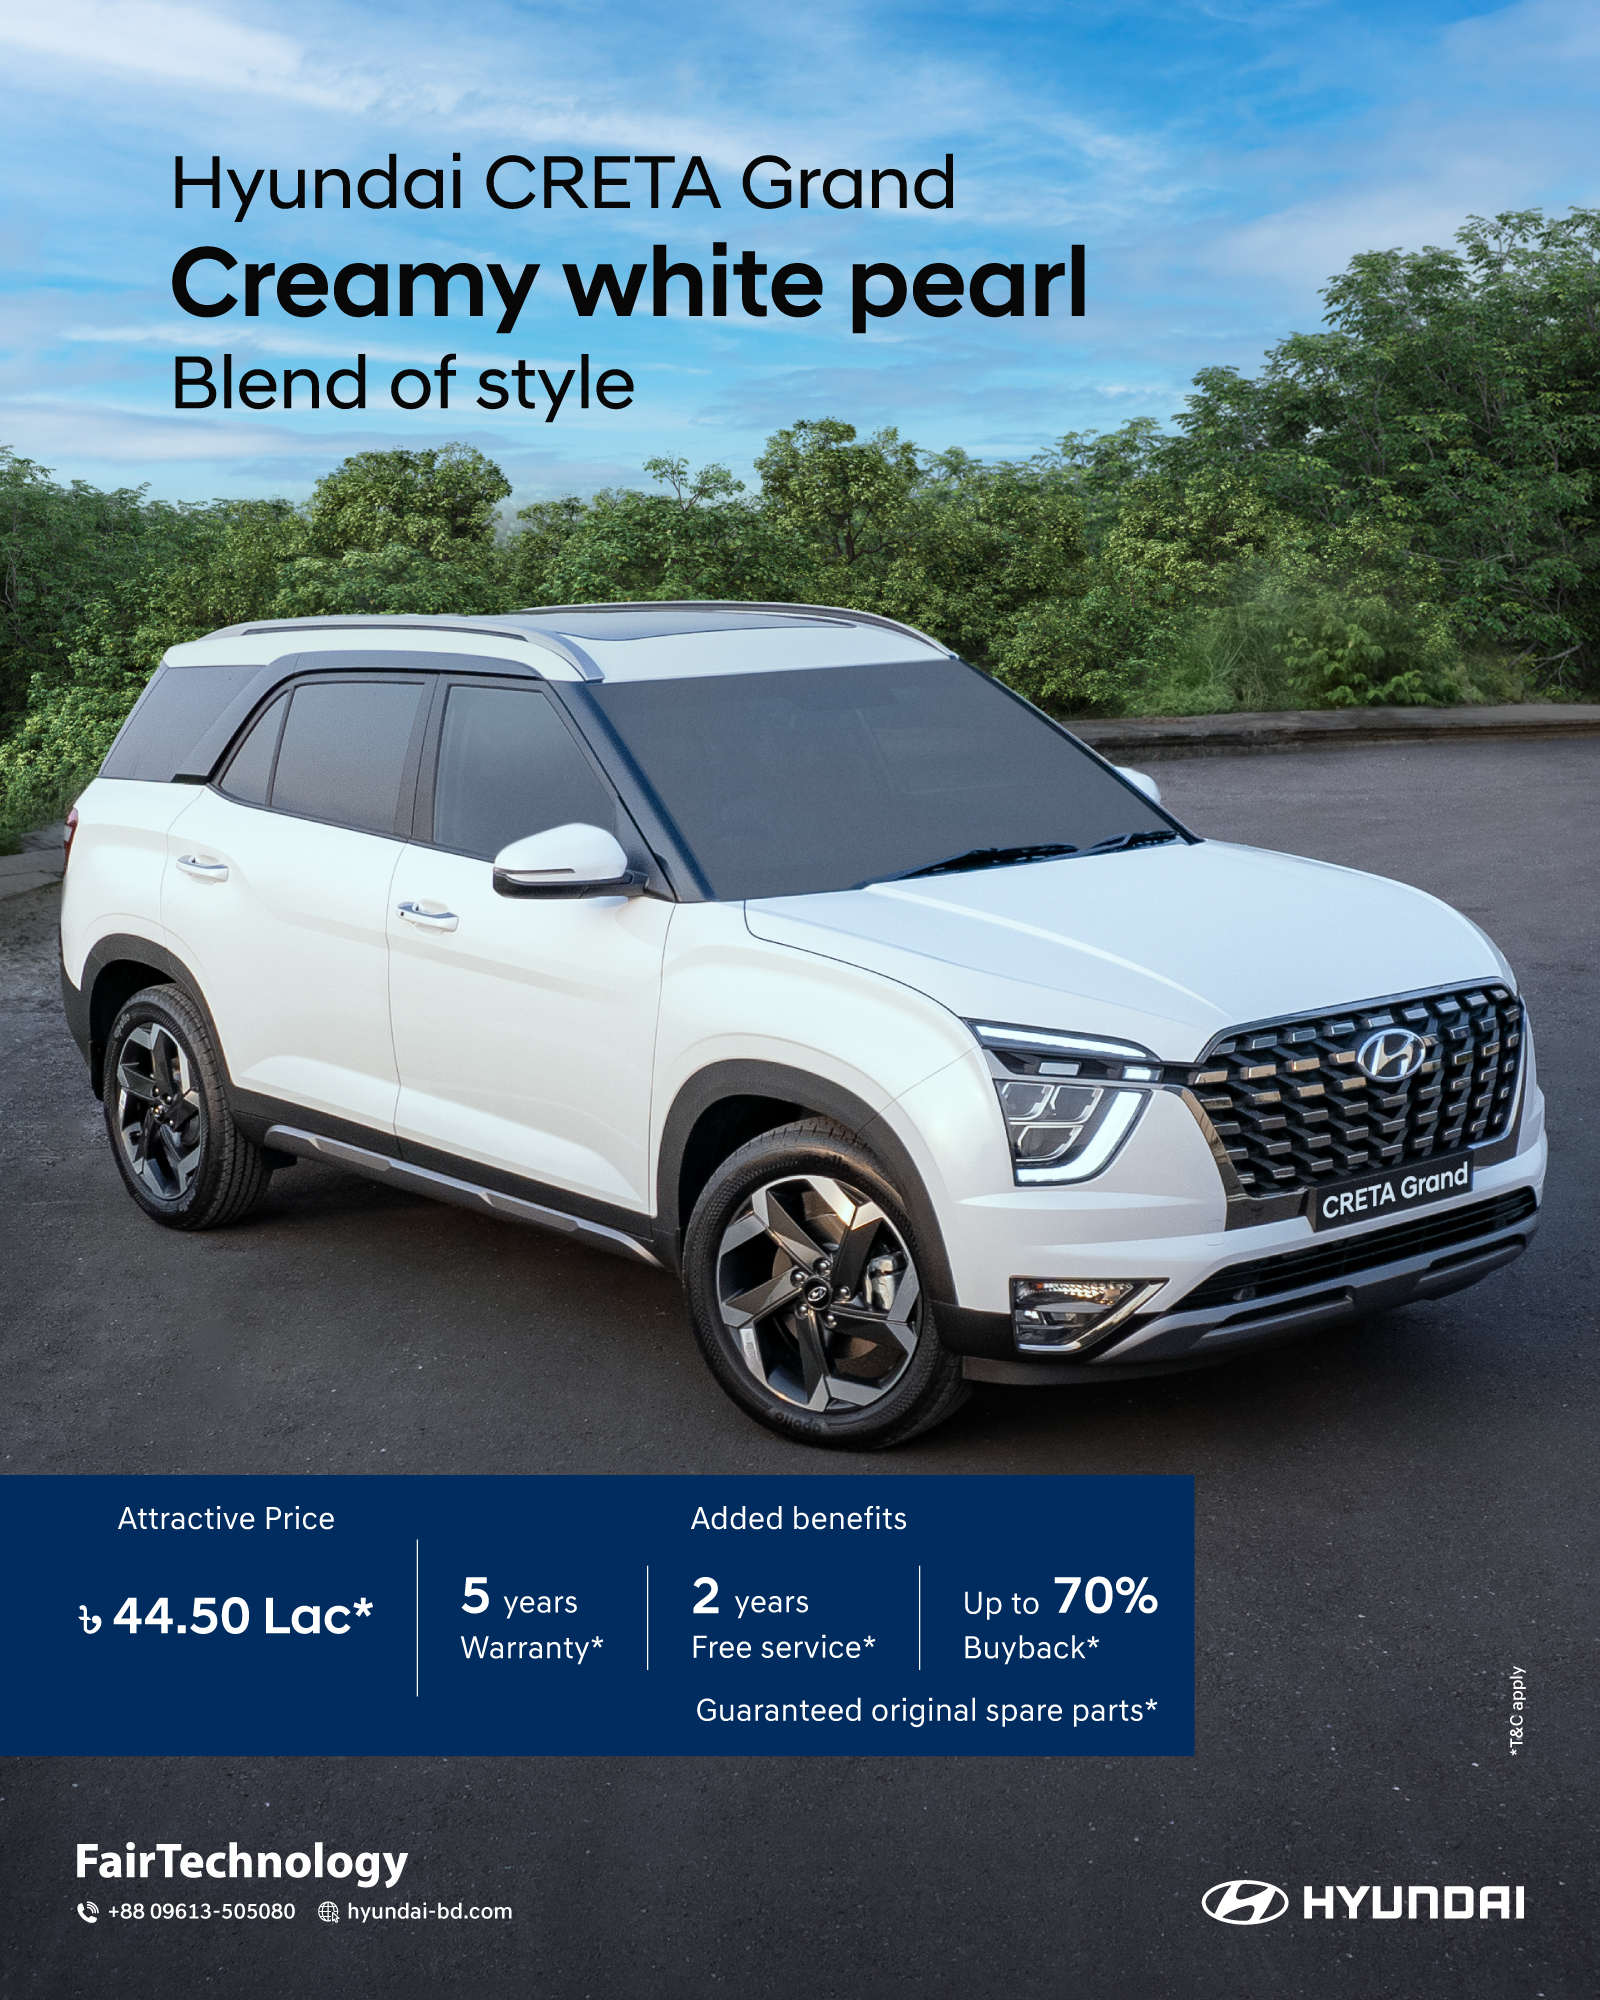 Hyundai CRETA Grand
Creamy white pearl
Blend of style
apollo
CRETA Grand
apollo
Attractive Price
৳ 44.50 Lac*
Added benefits
5 years
Warranty*
2 years
Free service*
Up to 70%
Buyback*
Guaranteed original spare parts*
*T&C apply
FairTechnology
+88 09613-505080 hyundai-bd.com
HYUNDAI